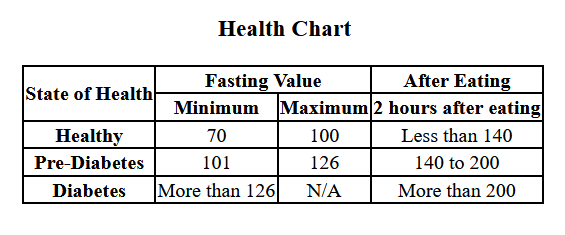 Health Chart
State of Health Fasting Value After Eating
Minimum Maximum 2 hours after eating
Healthy 70 100 Less than 140
Pre-Diabetes 101 126 140 to 200
Diabetes More than 126 N/A More than 200